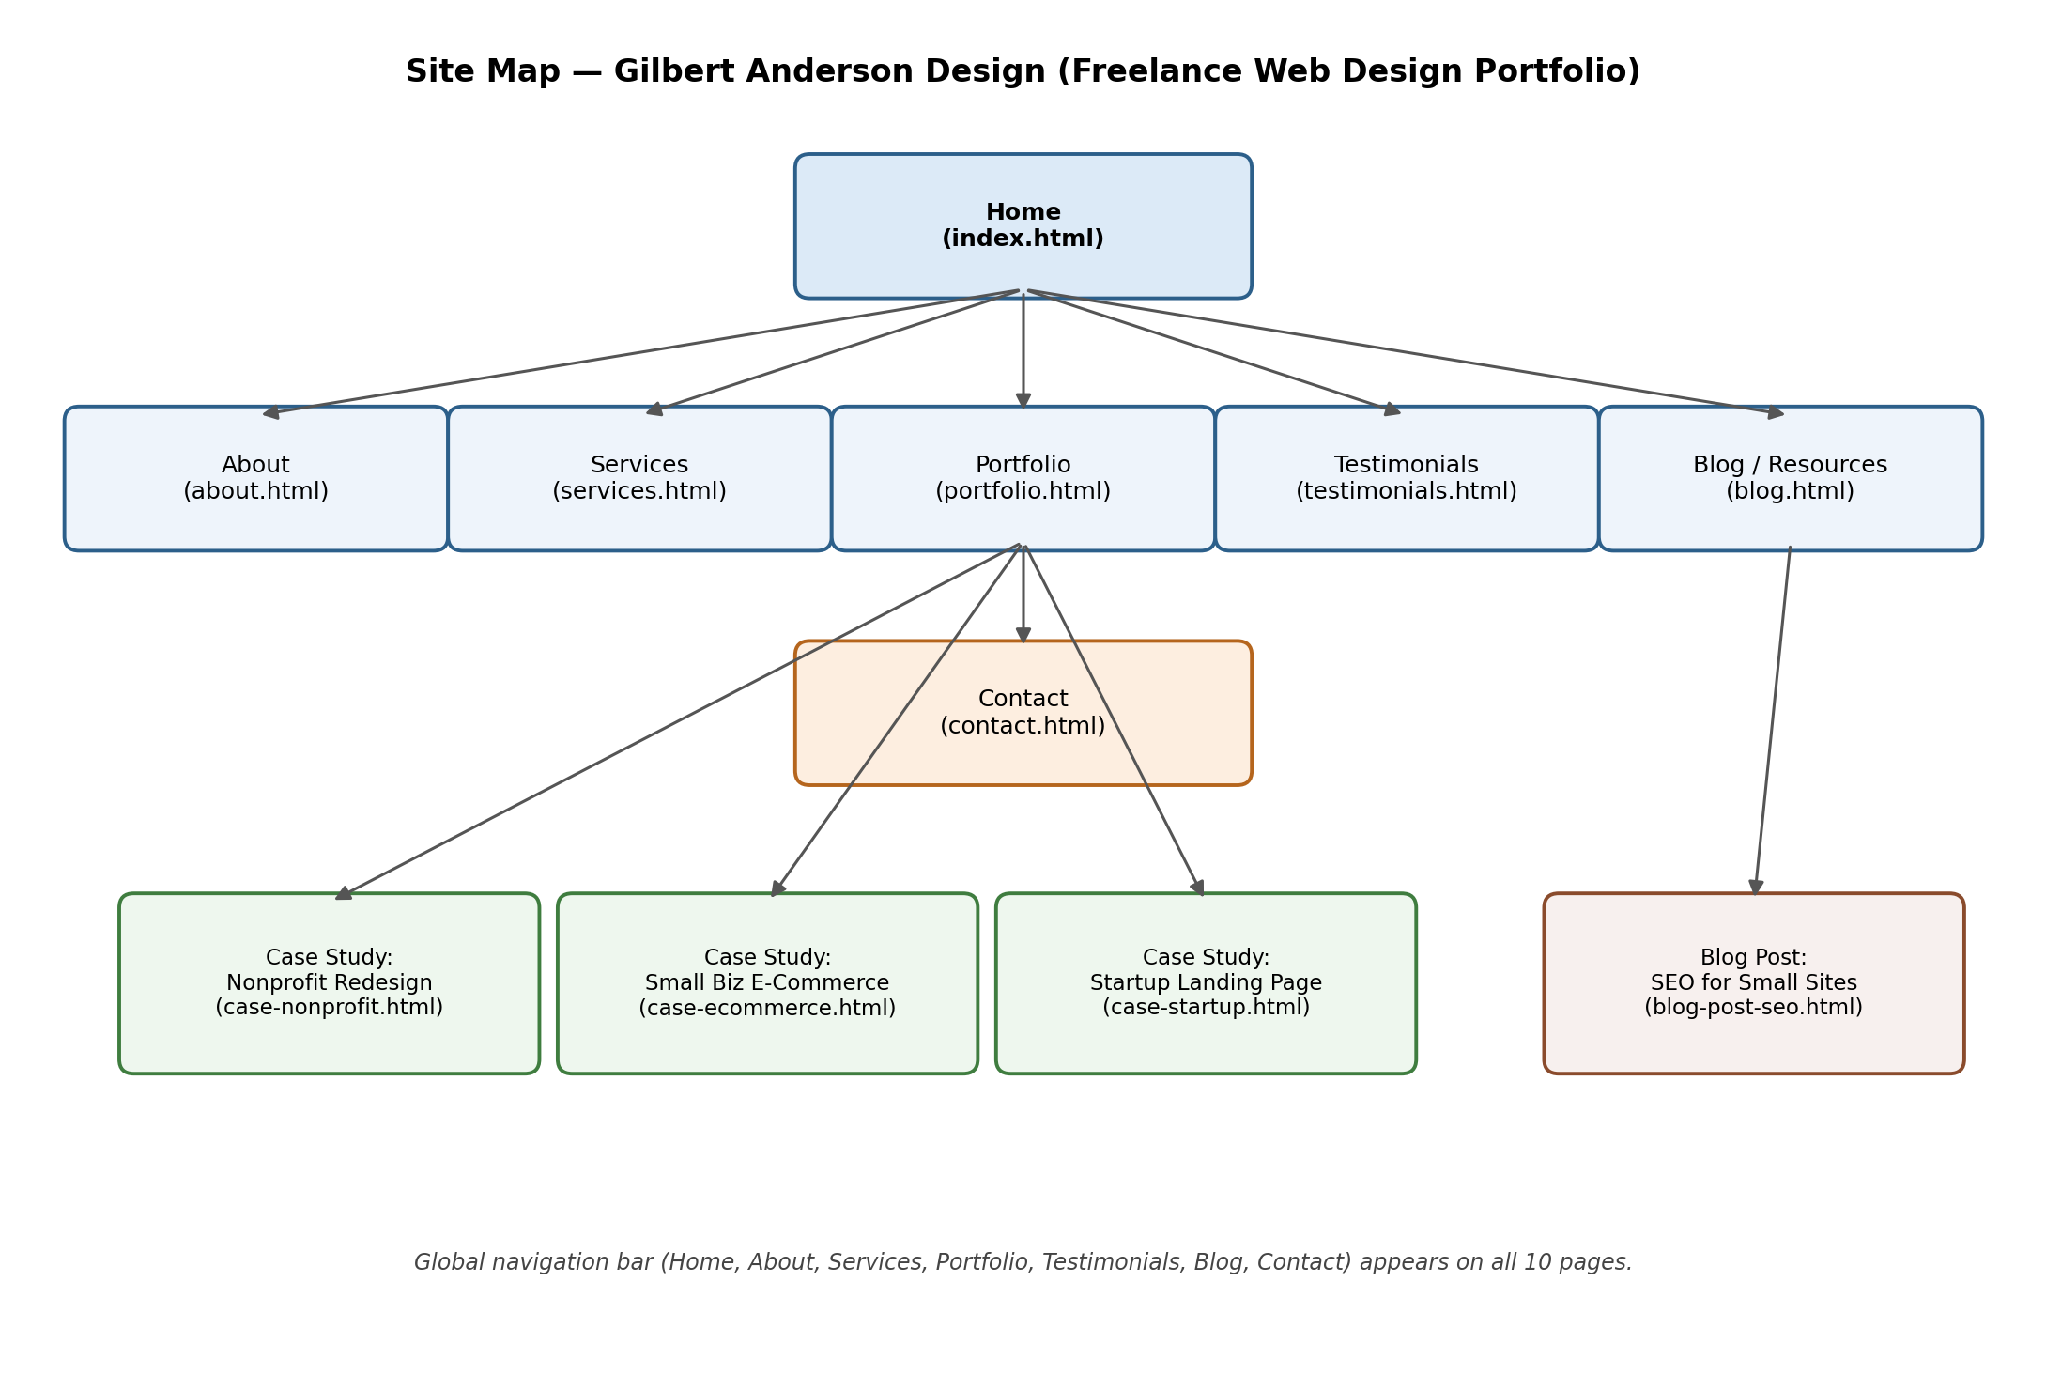 Site Map — Gilbert Anderson Design (Freelance Web Design Portfolio)
Home
(index.html)
About
(about.html)
Services
(services.html)
Portfolio
(portfolio.html)
Testimonials
(testimonials.html)
Blog / Resources
(blog.html)
Contact
(contact.html)
Case Study:
Nonprofit Redesign
(case-nonprofit.html)
Case Study:
Small Biz E-Commerce
(case-ecommerce.html)
Case Study:
Startup Landing Page
(case-startup.html)
Blog Post:
SEO for Small Sites
(blog-post-seo.html)
Global navigation bar (Home, About, Services, Portfolio, Testimonials, Blog, Contact) appears on all 10 pages.